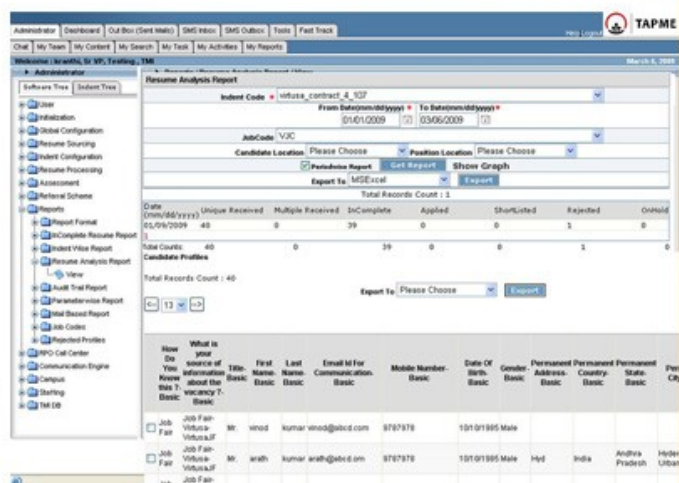 TAPME
Administrator Dashboard Out Box (Sent Mails) SMS Inbox SMS Outbox Tools Fast Track
Help Logout
Chat My Team My Content My Search My Task My Activities My Reports
Welcome : kranthi, Sr VP, Testing , TMI
March 6, 2009
Administrator
Reports / Resume Analysis Report / View
Software Tree Indent Tree
User
Initialization
Global Configuration
Resume Sourcing
Indent Configuration
Resume Processing
Assessment
Referral Scheme
Reports
Report Format
InComplete Resume Report
Indent Wise Report
Resume Analysis Report
View
Audit Trail Report
Parameterwise Report
Mail Based Report
Job Codes
Rejected Profiles
RPO Call Center
Communication Engine
Campus
Staffing
TMI DB
Resume Analysis Report
Indent Code * virtusa_contract_4_107
From Date(mm/dd/yyyy) * To Date(mm/dd/yyyy) *
01/01/2009 03/06/2009
JobCode VJC
Candidate Location Please Choose Position Location Please Choose
Periodwise Report Get Report Show Graph
Export To MSExcel Export
Total Records Count : 1
Date (mm/dd/yyyy) Unique Received Multiple Received InComplete Applied ShortListed Rejected OnHold
01/09/2009 40 0 39 0 0 1 0
1
Total Counts: 40 0 39 0 0 1 0
Candidate Profiles
Total Records Count : 40
Export To Please Choose Export
<-- 13 -->
How Do You Know this ?-Basic What is your source of information about the vacancy ?-Basic Title-Basic First Name-Basic Last Name-Basic Email Id For Communication-Basic Mobile Number-Basic Date Of Birth-Basic Gender-Basic Permanent Address-Basic Permanent Country-Basic Permanent State-Basic
Job Fair Job Fair-Virtusa-VirtusaJF Mr. vinod kumar vinod@abcd.com 9787978 10/10/1985 Male
Job Fair Job Fair-Virtusa-VirtusaJF Mr. arath kumar arath@abcd.om 9787978 10/10/1985 Male Hyd India Andhra Pradesh
Job Fair-